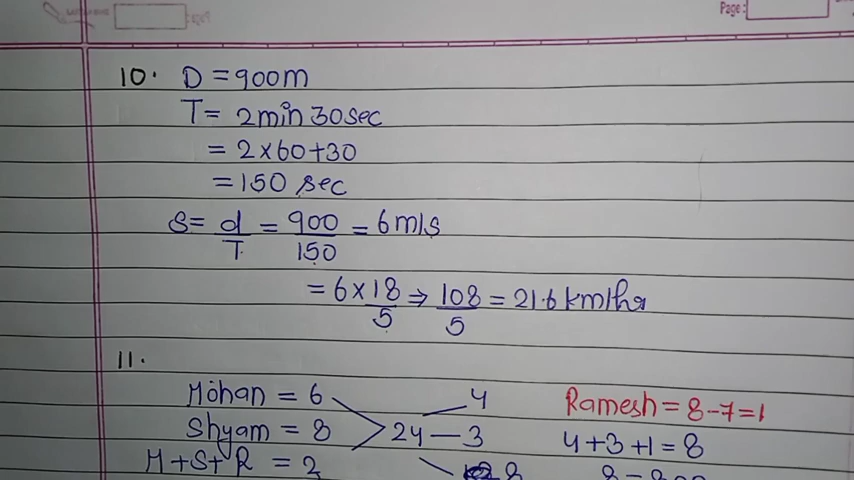 Page:
10. D = 900m
T = 2min 30sec
= 2×60+30
= 150 sec
S = d/T = 900/150 = 6m/s
= 6 × 18/5 ⇒ 108/5 = 21.6 km/hr
11.
Mohan = 6
4
Ramesh = 8-7=1
Shyam = 8
24 — 3
4+3+1=8
M+S+R = 2
8